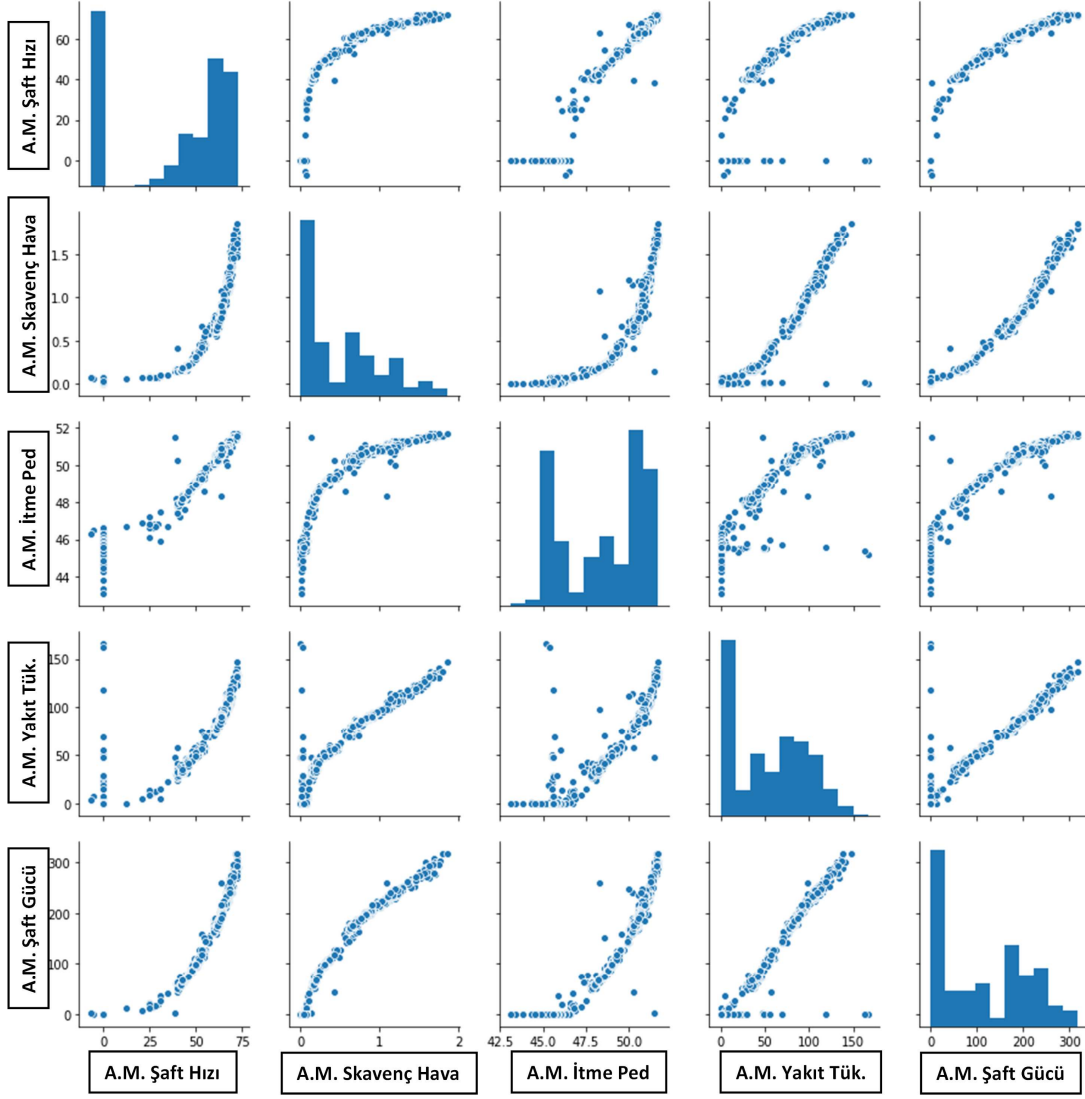 A.M. Şaft Hızı
60
40
20
0
A.M. Skavenç Hava
1.5
1.0
0.5
0.0
A.M. İtme Ped
52
50
48
46
44
A.M. Yakıt Tük.
150
100
50
0
A.M. Şaft Gücü
300
200
100
0
0 25 50 75
0 1 2
42.5 45.0 47.5 50.0
0 50 100 150
0 100 200 300
A.M. Şaft Hızı
A.M. Skavenç Hava
A.M. İtme Ped
A.M. Yakıt Tük.
A.M. Şaft Gücü